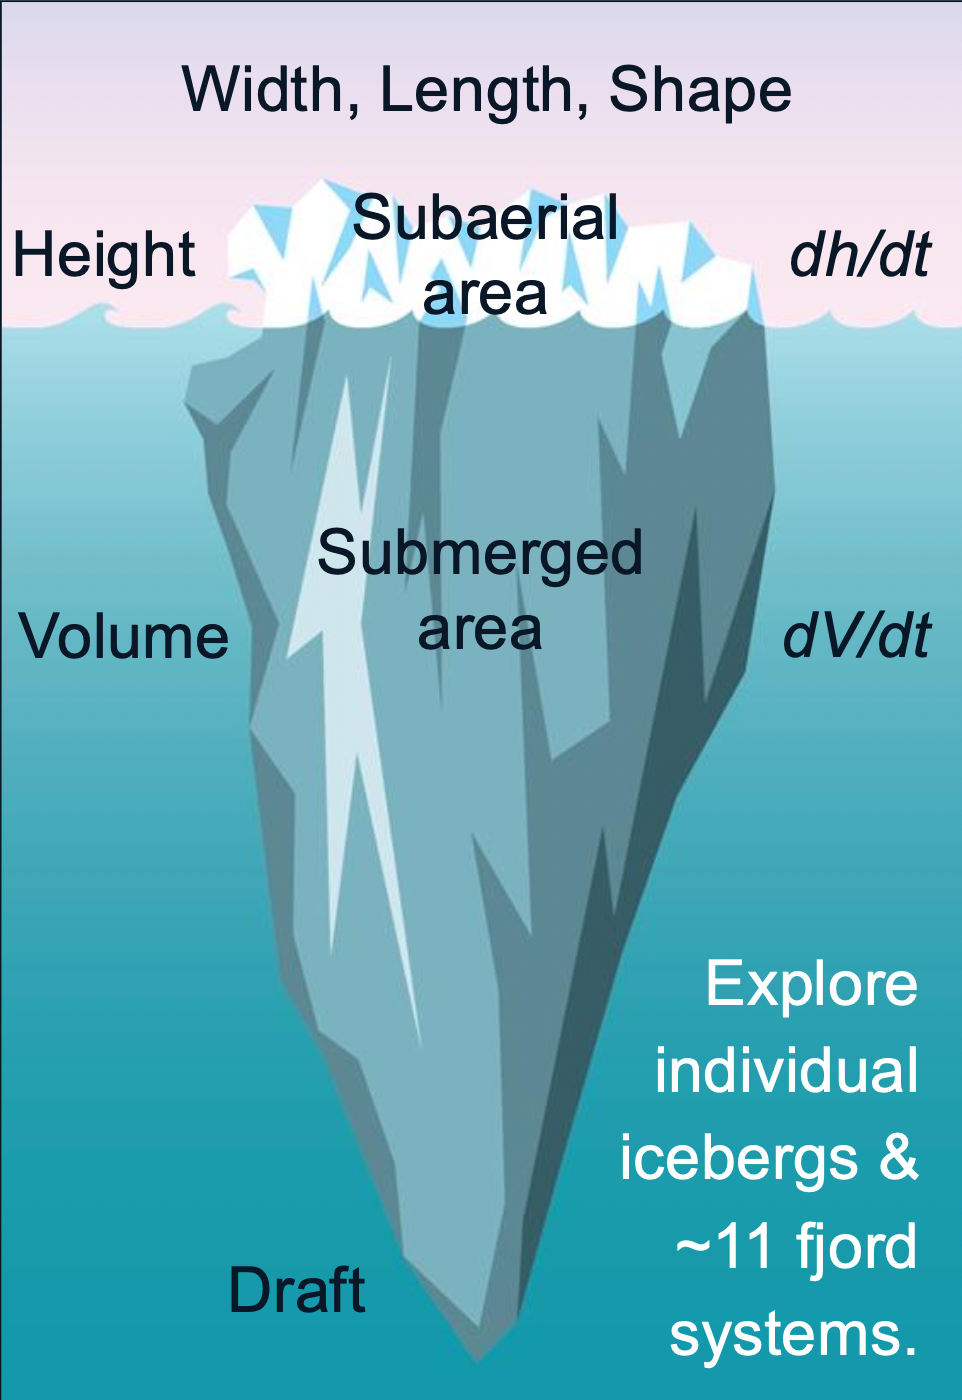 Width, Length, Shape
Subaerial
area
Height
dh/dt
Submerged
area
Volume
dV/dt
Explore
individual
icebergs &
~11 fjord
systems.
Draft